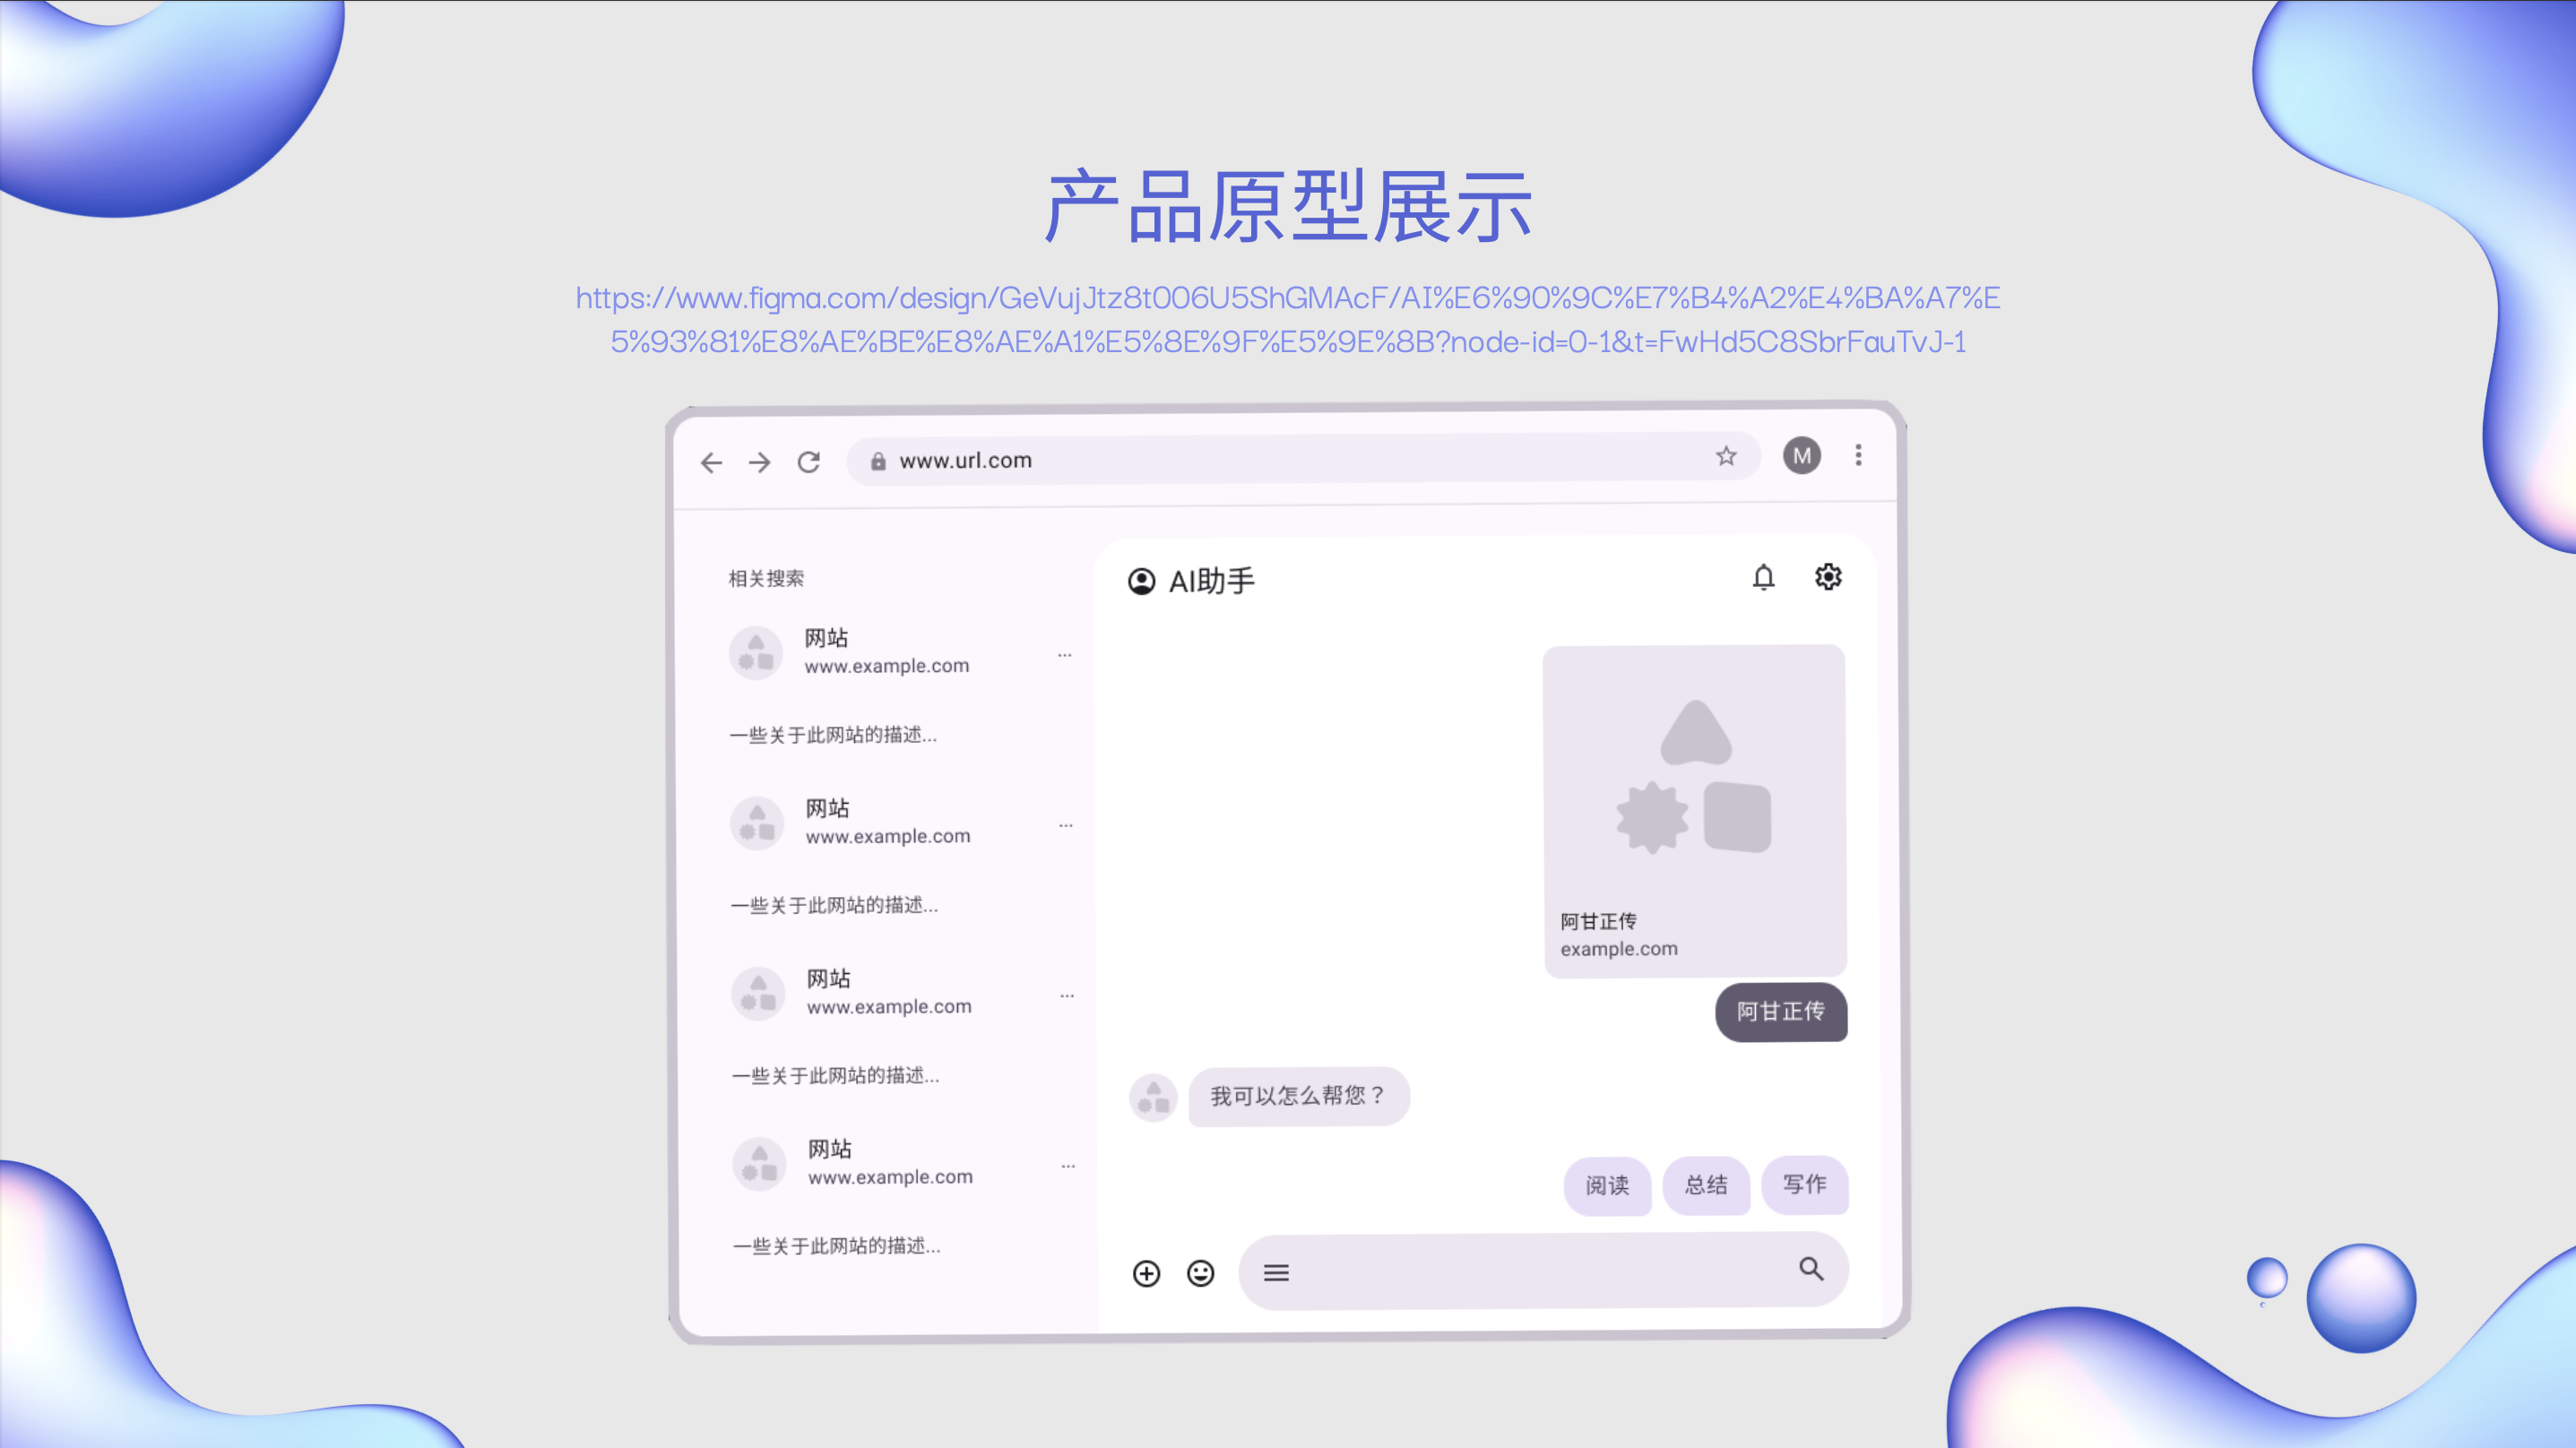 产品原型展示
https://www.figma.com/design/GeVujJtz8t006U5ShGMAcF/AI%E6%90%9C%E7%B4%A2%E4%BA%A7%E
5%93%81%E8%AE%BE%E8%AE%A1%E5%8E%9F%E5%9E%8B?node-id=0-1&t=FwHd5C8SbrFauTvJ-1
www.url.com
M
相关搜索
网站
www.example.com
...
一些关于此网站的描述...
网站
www.example.com
...
一些关于此网站的描述...
网站
www.example.com
...
一些关于此网站的描述...
网站
www.example.com
...
一些关于此网站的描述...
AI助手
阿甘正传
example.com
阿甘正传
我可以怎么帮您？
阅读 总结 写作